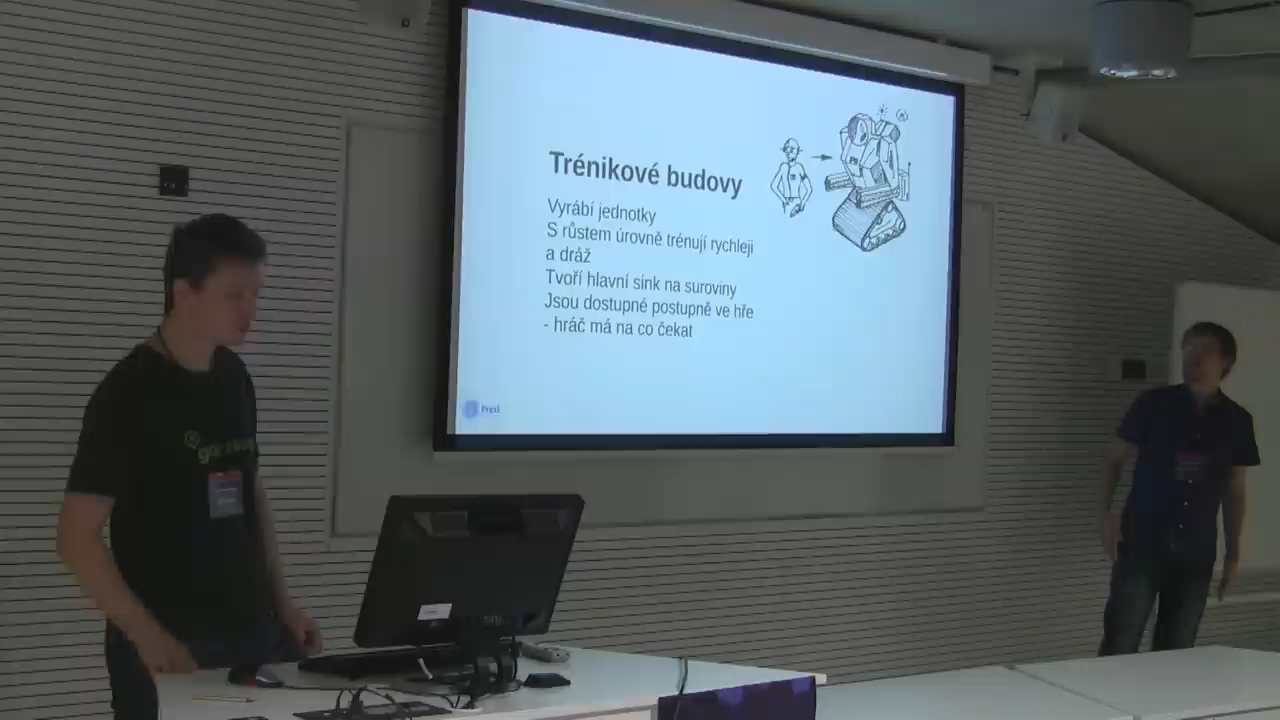 Trénikové budovy
Vyrábí jednotky
S růstem úrovně trénují rychleji
a dráž
Tvoří hlavní sink na suroviny
Jsou dostupné postupně ve hře
- hráč má na co čekat
Prezi